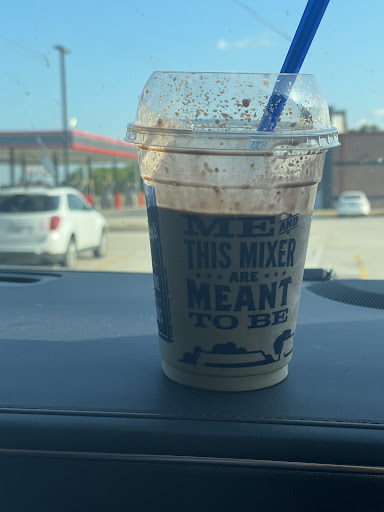 ME AND
THIS MIXER
ARE
MEANT
TO BE